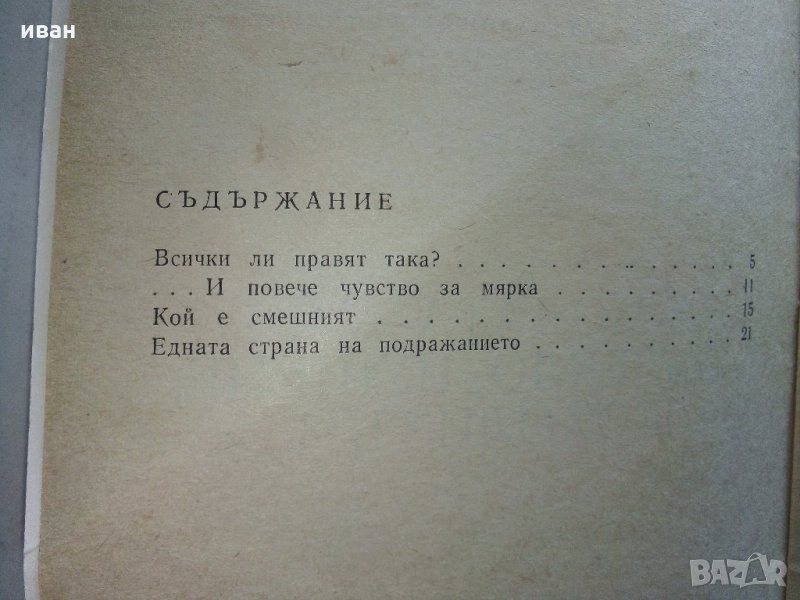 иван
СЪДЪРЖАНИЕ
Всички ли правят така? . . . . . . . . . . . . . . 5
. . . И повече чувство за мярка . . . . . . . . . 11
Кой е смешният . . . . . . . . . . . . . . . . . 15
Едната страна на подражанието . . . . . . . . . . 21
BAZAR